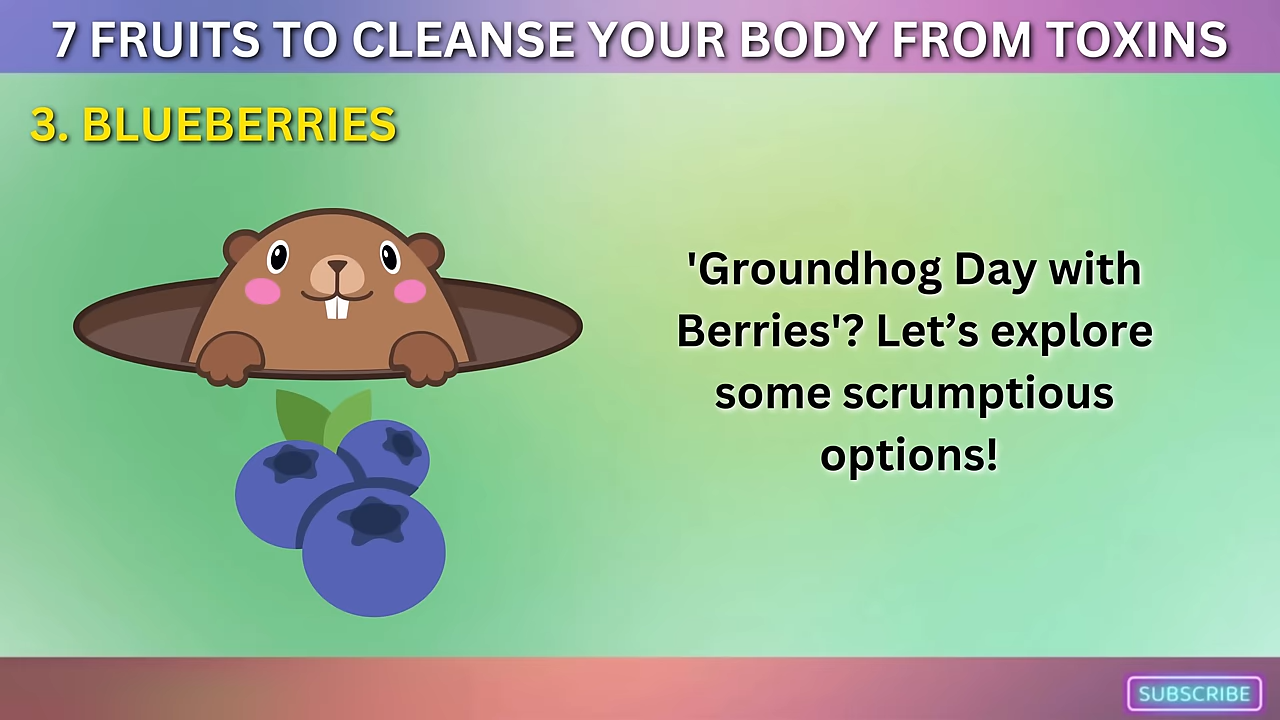 7 FRUITS TO CLEANSE YOUR BODY FROM TOXINS
3. BLUEBERRIES
'Groundhog Day with
Berries'? Let’s explore
some scrumptious
options!
SUBSCRIBE